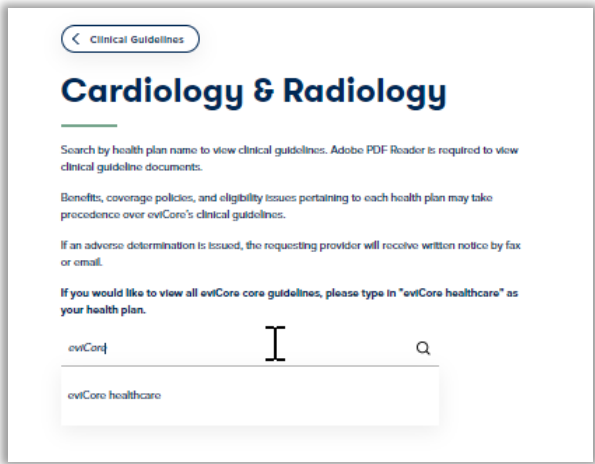 Clinical Guidelines
Cardiology & Radiology
Search by health plan name to view clinical guidelines. Adobe PDF Reader is required to view
clinical guideline documents.
Benefits, coverage policies, and eligibility issues pertaining to each health plan may take
precedence over eviCore's clinical guidelines.
If an adverse determination is issued, the requesting provider will receive written notice by fax
or email.
If you would like to view all eviCore core guidelines, please type in "eviCore healthcare" as
your health plan.
eviCore
eviCore healthcare